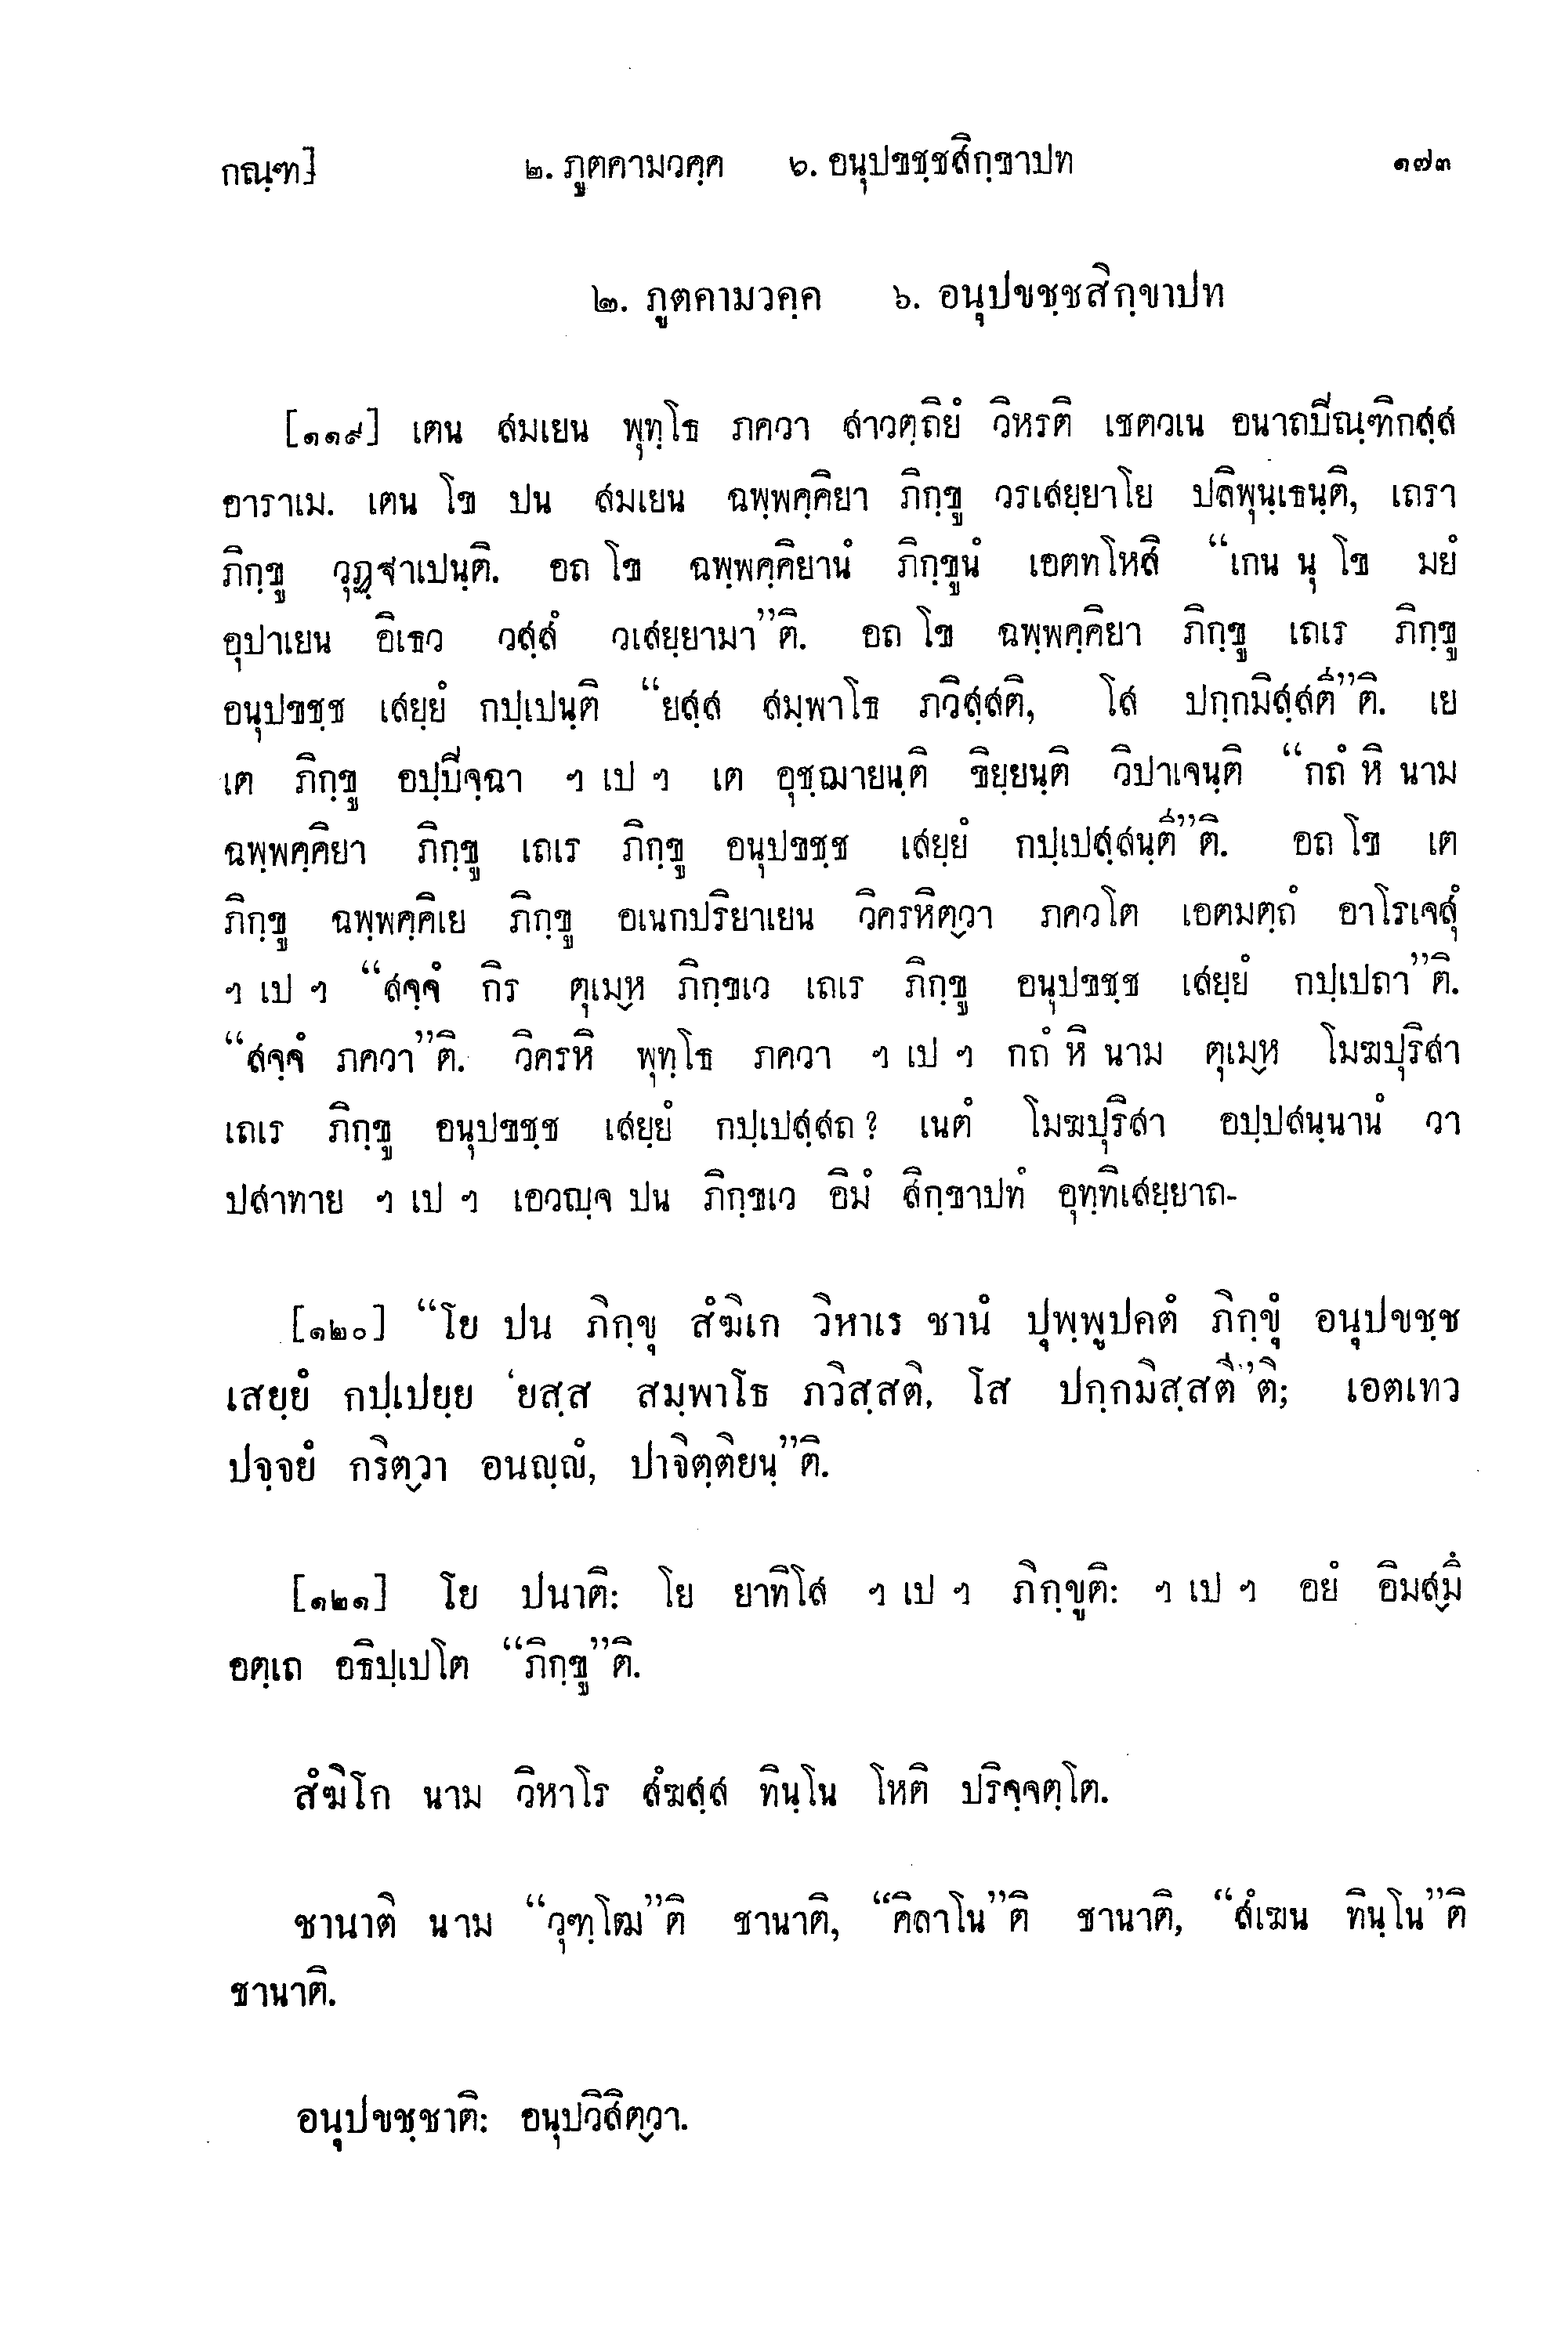 กณฺฑ] ๒. ภูตคามวคฺค ๖. อนุปขชฺชสิกฺขาปท ๑๗๓
๒. ภูตคามวคฺค ๖. อนุปขชฺชสิกฺขาปท
[๑๑๙] เตน สมเยน พุทฺโธ ภควา สาวตฺถิยํ วิหรติ เชตวเน อนาถปิณฺฑิกสฺส
อาราเม. เตน โข ปน สมเยน ฉพฺพคฺคิยา ภิกฺขู วรเสยฺยาโย ปลิพุนฺเธนฺติ, เถรา
ภิกฺขู วุฏฺฐาเปนฺติ. อถ โข ฉพฺพคฺคิยานํ ภิกฺขูนํ เอตทโหสิ “เกน นุ โข มยํ
อุปาเยน อิเธว วสฺสํ วเสยฺยามา”ติ. อถ โข ฉพฺพคฺคิยา ภิกฺขู เถเร ภิกฺขู
อนุปขชฺช เสยฺยํ กปฺเปนฺติ “ยสฺส สมฺพาโธ ภวิสฺสติ, โส ปกฺกมิสฺสตี”ติ. เย
เต ภิกฺขู อปฺปิจฺฉา ฯ เป ฯ เต อุชฺฌายนฺติ ขิยฺยนฺติ วิปาเจนฺติ “กถํ หิ นาม
ฉพฺพคฺคิยา ภิกฺขู เถเร ภิกฺขู อนุปขชฺช เสยฺยํ กปฺเปสฺสนฺตี”ติ. อถ โข เต
ภิกฺขู ฉพฺพคฺคิเย ภิกฺขู อเนกปริยาเยน วิครหิตฺวา ภควโต เอตมตฺถํ อาโรเจสุํ
ฯ เป ฯ “สจฺจํ กิร ตุเมฺห ภิกฺขเว เถเร ภิกฺขู อนุปขชฺช เสยฺยํ กปฺเปถา”ติ.
“สจฺจํ ภควา”ติ. วิครหิ พุทฺโธ ภควา ฯ เป ฯ กถํ หิ นาม ตุเมฺห โมฆปุริสา
เถเร ภิกฺขู อนุปขชฺช เสยฺยํ กปฺเปสฺสถ ? เนตํ โมฆปุริสา อปฺปสนฺนานํ วา
ปสาทาย ฯ เป ฯ เอวญฺจ ปน ภิกฺขเว อิมํ สิกฺขาปทํ อุทฺทิเสยฺยาถ-
[๑๒๐] “โย ปน ภิกฺขุ สํฆิเก วิหาเร ชานํ ปุพฺพูปคตํ ภิกฺขุํ อนุปขชฺช
เสยฺยํ กปฺเปยฺย ‘ยสฺส สมฺพาโธ ภวิสฺสติ, โส ปกฺกมิสฺสตี’ติ; เอตเทว
ปจฺจยํ กริตฺวา อนญฺญํ, ปาจิตฺติยนฺ”ติ.
[๑๒๑] โย ปนาติ: โย ยาทิโส ฯ เป ฯ ภิกฺขูติ: ฯ เป ฯ อยํ อิมสฺมึ
อตฺเถ อธิปฺเปโต “ภิกฺขู”ติ.
สํฆิโก นาม วิหาโร สํฆสฺส ทินฺโน โหติ ปริจฺจตฺโต.
ชานาติ นาม “วุฑฺโฒ”ติ ชานาติ, “คิลาโน”ติ ชานาติ, “สํเฆน ทินฺโน”ติ
ชานาติ.
อนุปขชฺชาติ: อนุปวิสิตฺวา.